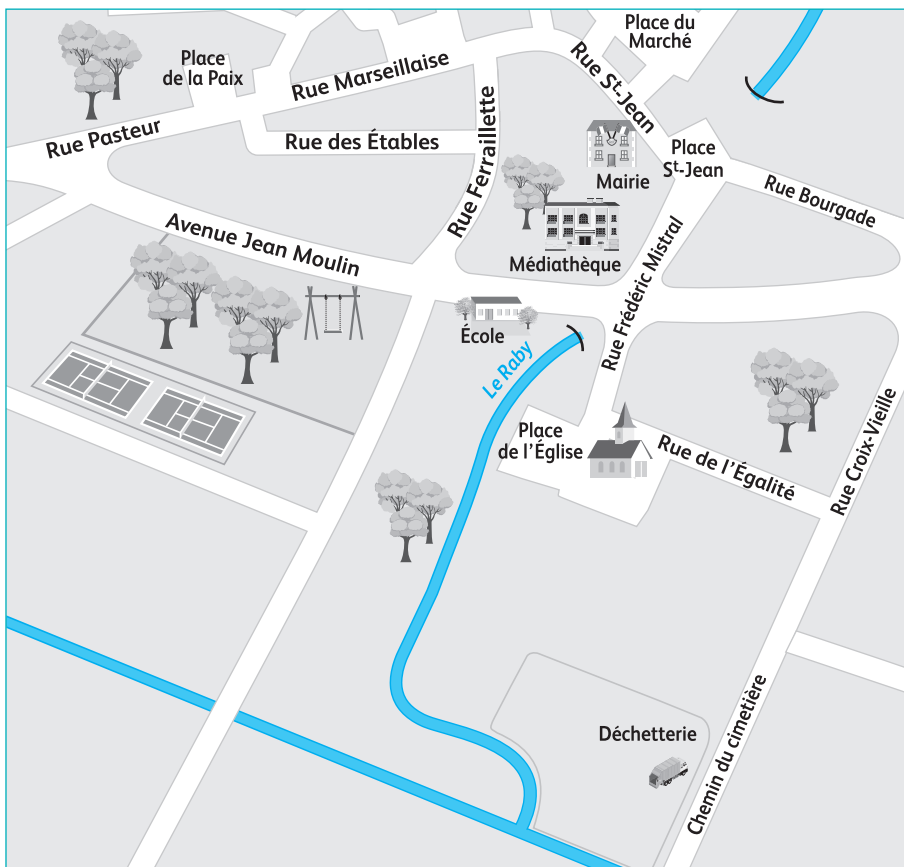 Place du
Marché
Place
de la Paix
Rue Marseillaise
Rue St-Jean
Rue Pasteur
Rue des Étables
Rue Ferraillette
Mairie
Place
St-Jean
Rue Bourgade
Avenue Jean Moulin
Médiathèque
Rue Frédéric Mistral
École
Le Raby
Place
de l'Église
Rue de l'Égalité
Rue Croix-Vieille
Déchetterie
Chemin du cimetière